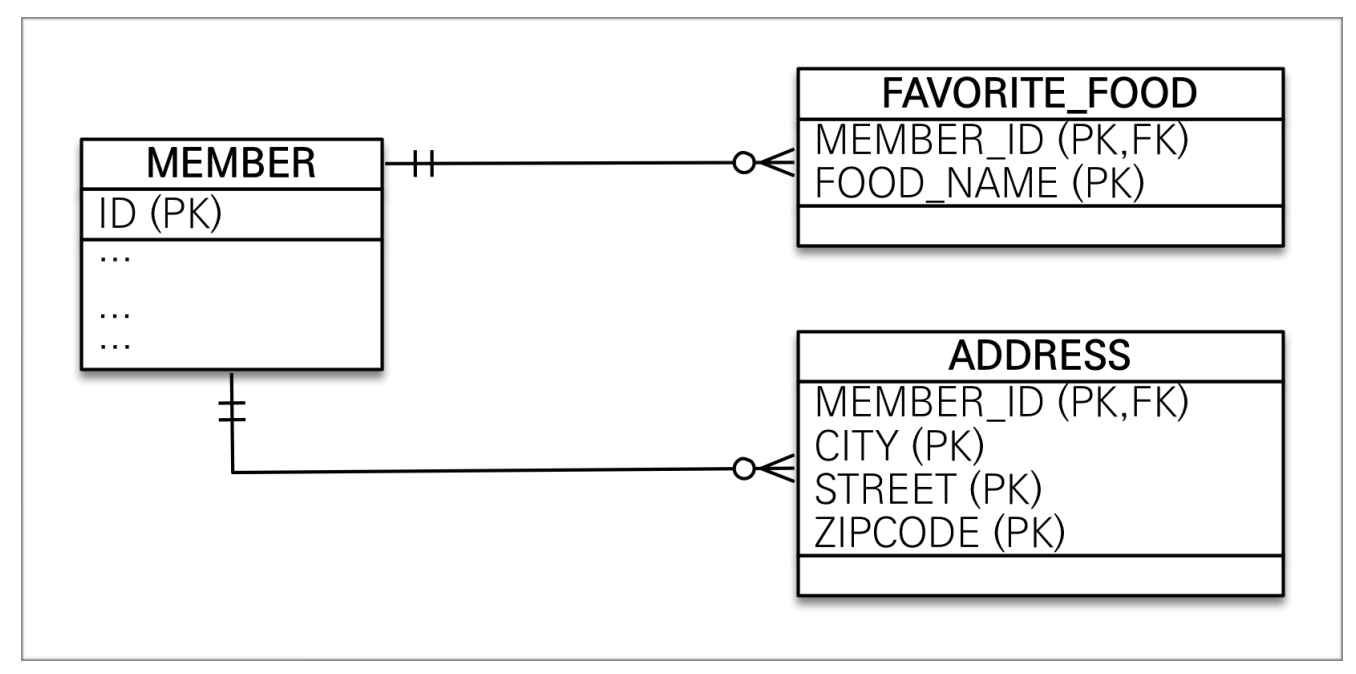 MEMBER
ID (PK)
...
...
...
FAVORITE_FOOD
MEMBER_ID (PK,FK)
FOOD_NAME (PK)
ADDRESS
MEMBER_ID (PK,FK)
CITY (PK)
STREET (PK)
ZIPCODE (PK)